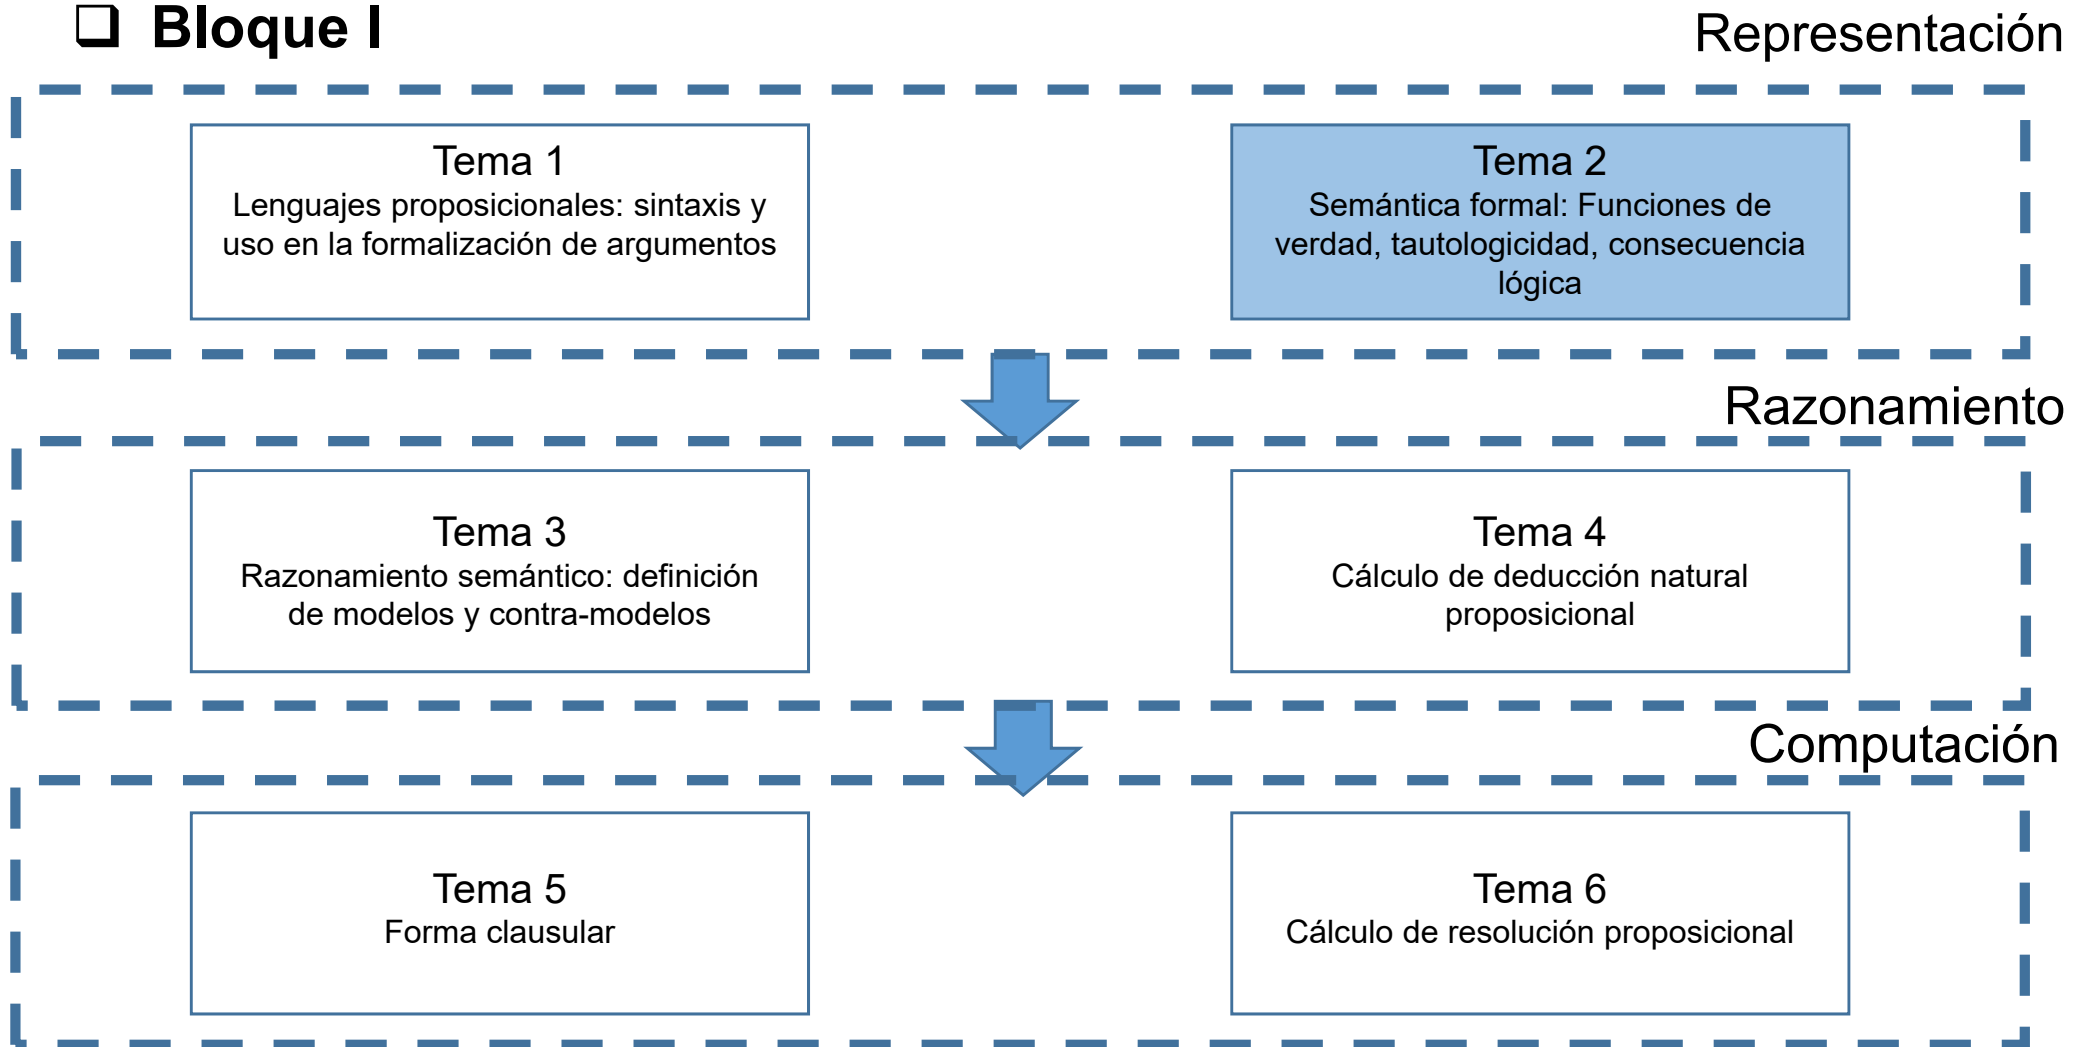 Bloque I
Representación
Tema 1
Lenguajes proposicionales: sintaxis y
uso en la formalización de argumentos
Tema 2
Semántica formal: Funciones de
verdad, tautologicidad, consecuencia
lógica
Razonamiento
Tema 3
Razonamiento semántico: definición
de modelos y contra-modelos
Tema 4
Cálculo de deducción natural
proposicional
Computación
Tema 5
Forma clausular
Tema 6
Cálculo de resolución proposicional